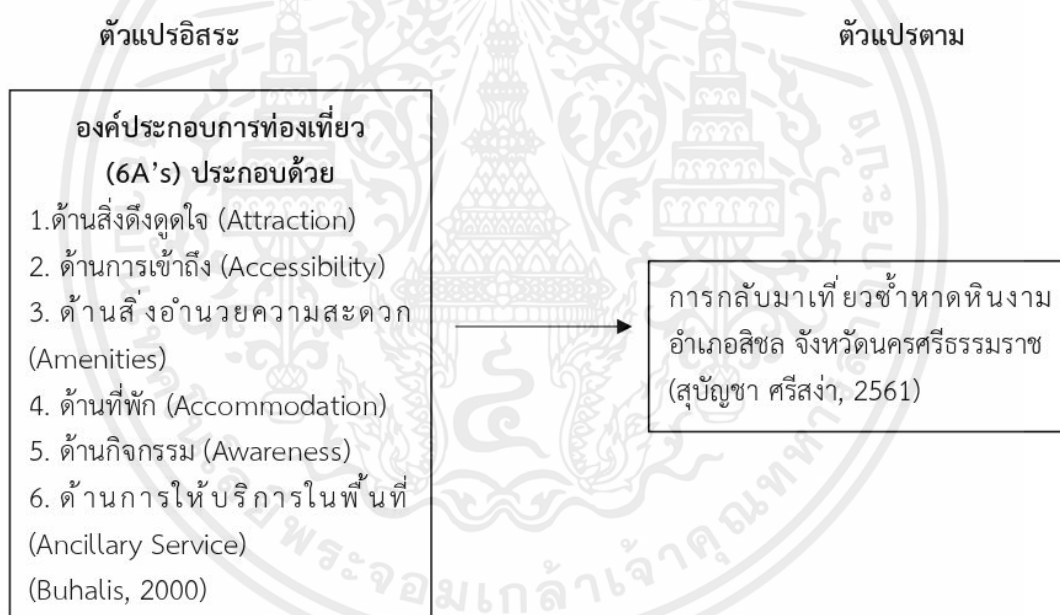 ตัวแปรอิสระ
ตัวแปรตาม
องค์ประกอบการท่องเที่ยว
(6A's) ประกอบด้วย
1.ด้านสิ่งดึงดูดใจ (Attraction)
2. ด้านการเข้าถึง (Accessibility)
3. ด้านสิ่งอำนวยความสะดวก
(Amenities)
4. ด้านที่พัก (Accommodation)
5. ด้านกิจกรรม (Awareness)
6. ด้านการให้บริการในพื้นที่
(Ancillary Service)
(Buhalis, 2000)
การกลับมาเที่ยวซ้ำหาดหินงาม
อำเภอสิชล จังหวัดนครศรีธรรมราช
(สุบัญชา ศรีสง่า, 2561)